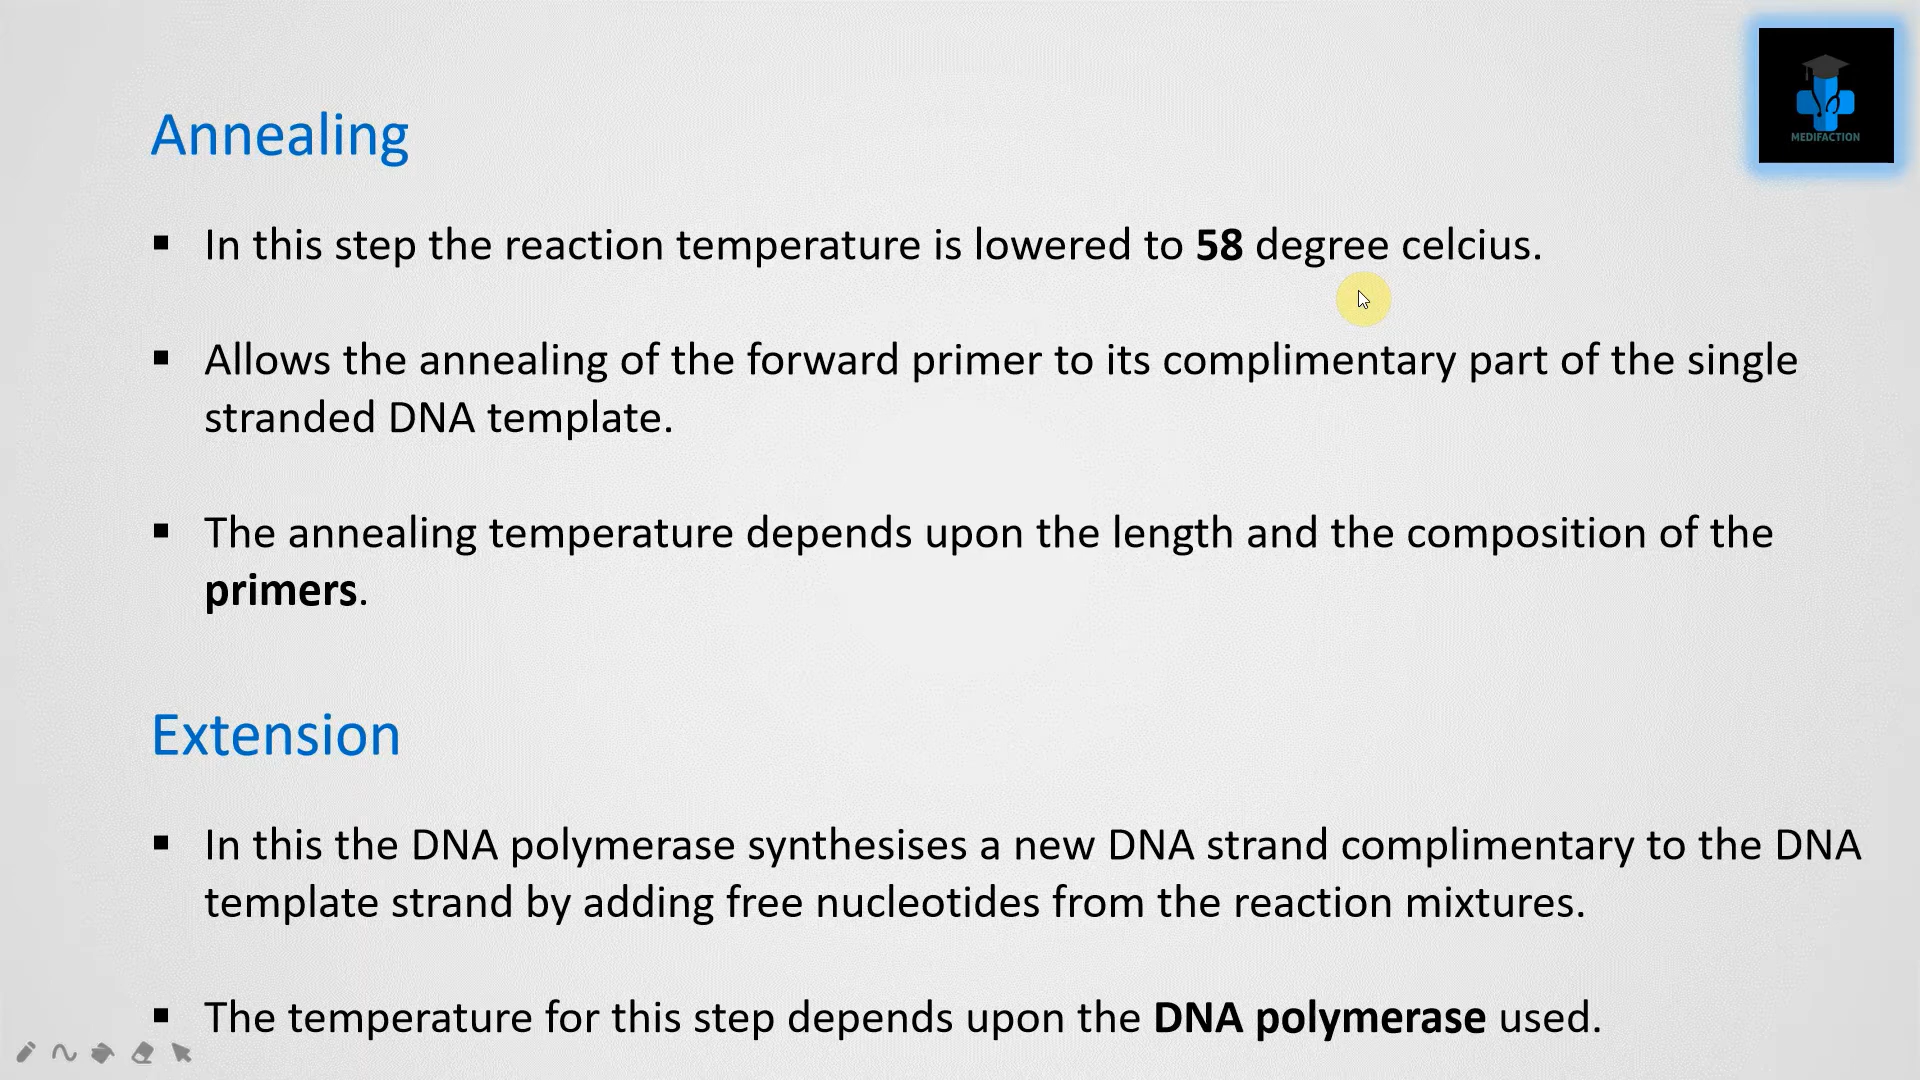 MEDIFACTION
Annealing
▪ In this step the reaction temperature is lowered to 58 degree celcius.
▪ Allows the annealing of the forward primer to its complimentary part of the single
stranded DNA template.
▪ The annealing temperature depends upon the length and the composition of the
primers.
Extension
▪ In this the DNA polymerase synthesises a new DNA strand complimentary to the DNA
template strand by adding free nucleotides from the reaction mixtures.
▪ The temperature for this step depends upon the DNA polymerase used.